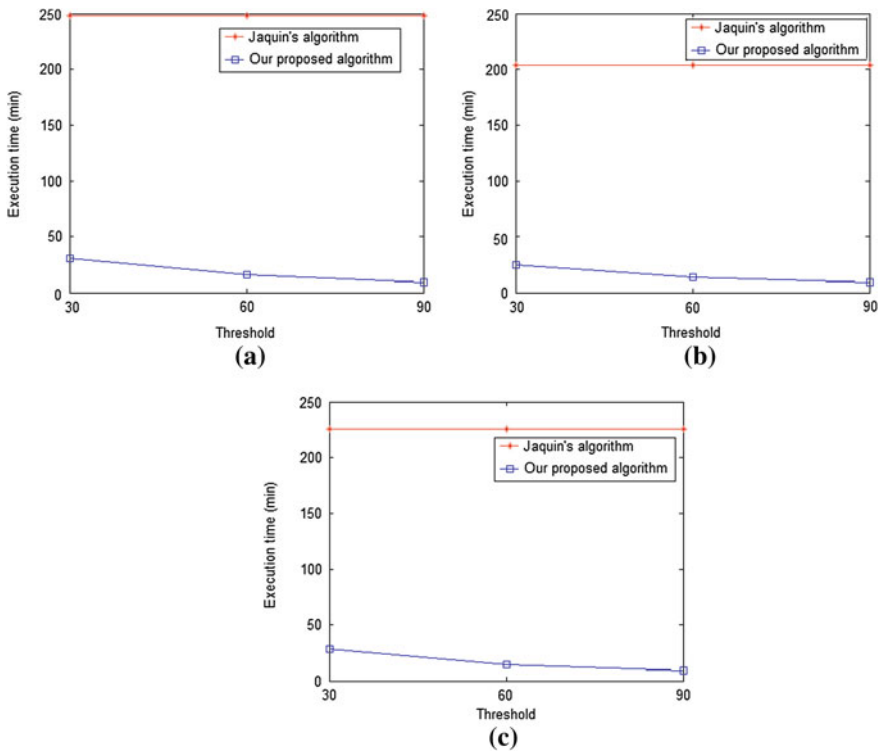 250
200
150
100
50
0
Execution time (min)
Jaquin's algorithm
Our proposed algorithm
30
60
90
Threshold
(a)
250
200
150
100
50
0
Execution time (min)
Jaquin's algorithm
Our proposed algorithm
30
60
90
Threshold
(b)
250
200
150
100
50
0
Execution time (min)
Jaquin's algorithm
Our proposed algorithm
30
60
90
Threshold
(c)